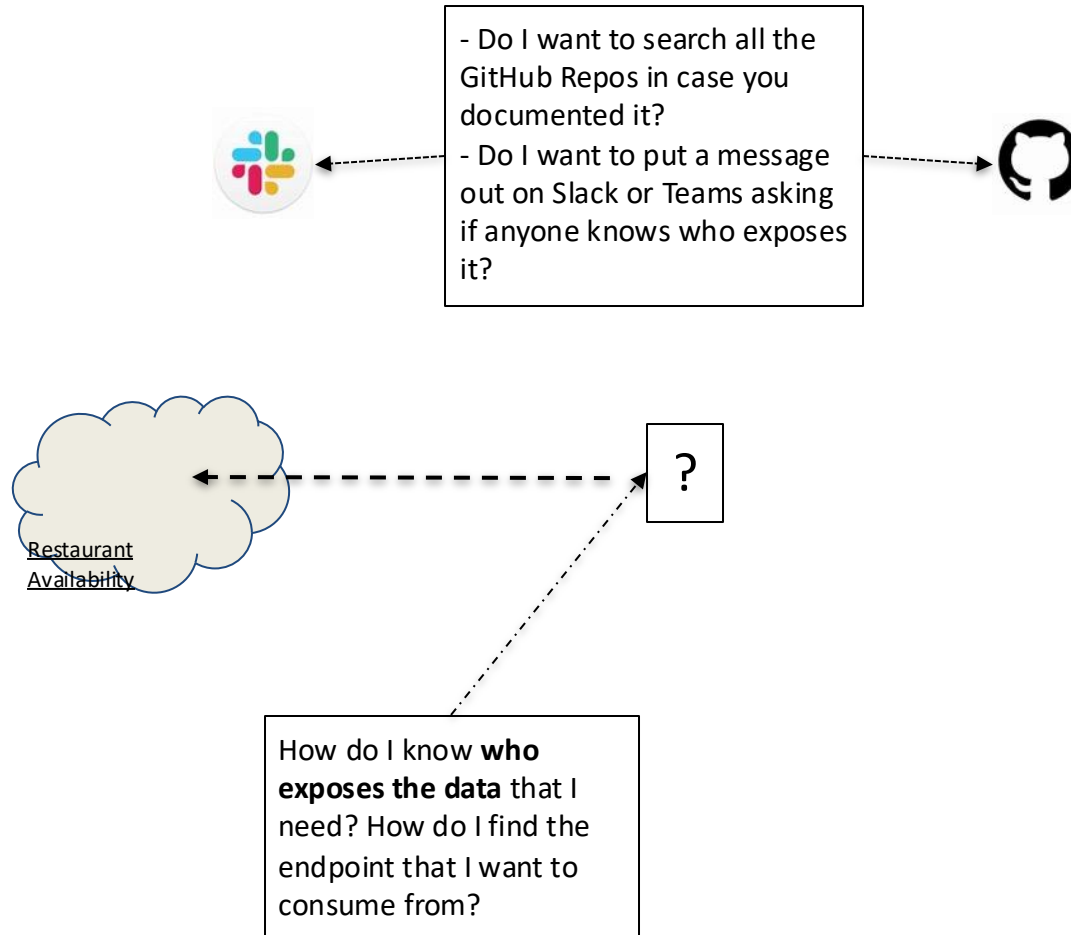 - Do I want to search all the
GitHub Repos in case you
documented it?
- Do I want to put a message
out on Slack or Teams asking
if anyone knows who exposes
it?
?
Restaurant
Availability
How do I know who
exposes the data that I
need? How do I find the
endpoint that I want to
consume from?